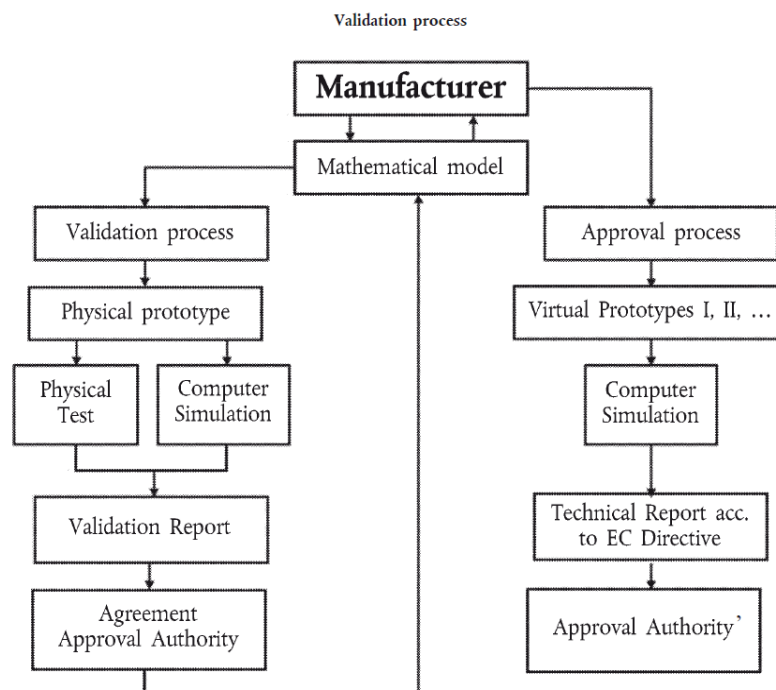 Validation process
Manufacturer
Mathematical model
Validation process
Approval process
Physical prototype
Virtual Prototypes I, II, ...
Physical
Test
Computer
Simulation
Computer
Simulation
Validation Report
Technical Report acc.
to EC Directive
Agreement
Approval Authority
Approval Authority’